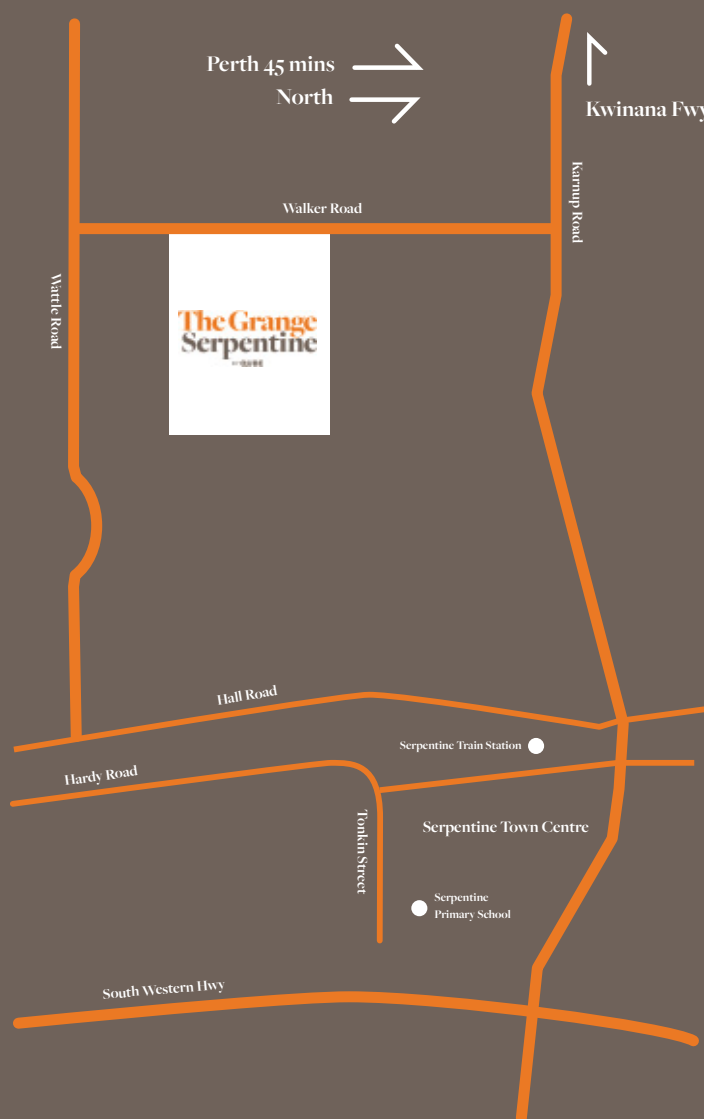 Perth 45 mins
North
Kwinana Fwy
Karnup Road
Walker Road
Wattle Road
The Grange
Serpentine
Hall Road
Serpentine Train Station
Hardy Road
Tonkin Street
Serpentine Town Centre
Serpentine
Primary School
South Western Hwy